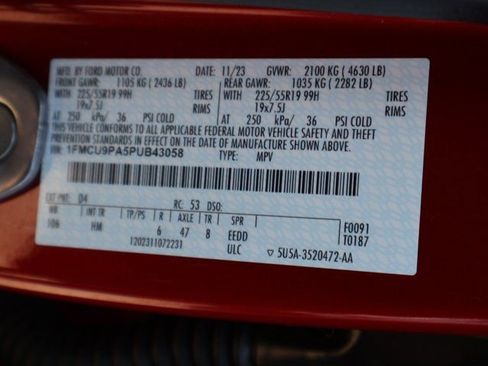 MFD. BY FORD MOTOR CO. 11/23 GVWR: 2100 KG ( 4630 LB)
FRONT GAWR: 1105 KG ( 2436 LB) REAR GAWR: 1035 KG ( 2282 LB)
WITH 225/55R19 99H TIRES WITH 225/55R19 99H TIRES
19x7.5J RIMS 19x7.5J RIMS
AT 250 kPa/ 36 PSI COLD AT 250 kPa/ 36 PSI COLD
THIS VEHICLE CONFORMS TO ALL APPLICABLE FEDERAL MOTOR VEHICLE SAFETY AND THEFT
PREVENTION STANDARDS IN EFFECT ON THE DATE OF MANUFACTURE SHOWN ABOVE.
VIN: 1FMCU9PA5PUB43058 TYPE: MPV
EXT PNT: D4 RC: 53 DSO:
WB INT TR TP/PS R AXLE TR SPR F0091
106 HM 6 47 8 EEDD T0187
1202311072231 ULC 5U5A-3520472-AA